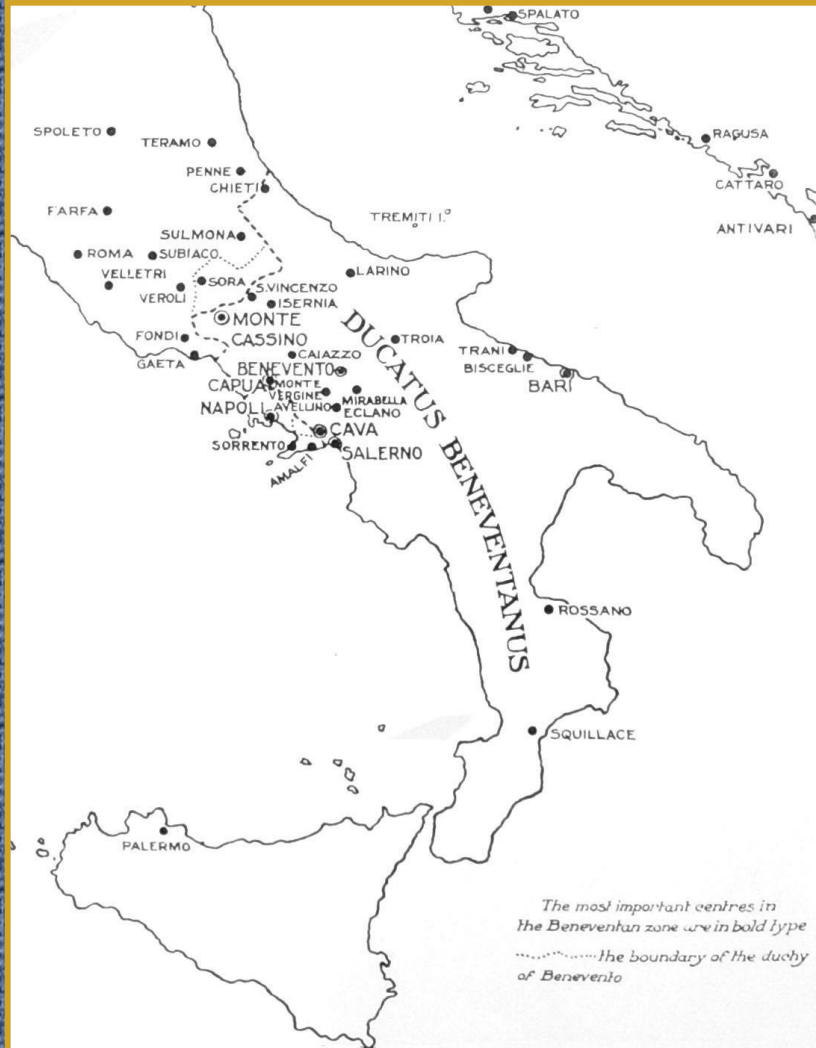 SPALATO
RAGUSA
SPOLETO
TERAMO
PENNE
CHIETI
CATTARO
FARFA
TREMITI I.
ANTIVARI
SULMONA
ROMA
SUBIACO
VELLETRI
SORA
LARINO
VEROLI
S. VINCENZO
ISERNIA
MONTE
CASSINO
DUCATUS BENEVENTANUS
FONDI
TROIA
GAETA
CAIAZZO
TRANI
BISCEGLIE
BENEVENTO
BARI
CAPUA
MONTE
VERGINE
MIRABELLA
ECLANO
NAPOLI
AVELLINO
CAVA
SORRENTO
SALERNO
AMALFI
ROSSANO
SQUILLACE
PALERMO
The most important centres in
the Beneventan zone are in bold type
the boundary of the duchy
of Benevento